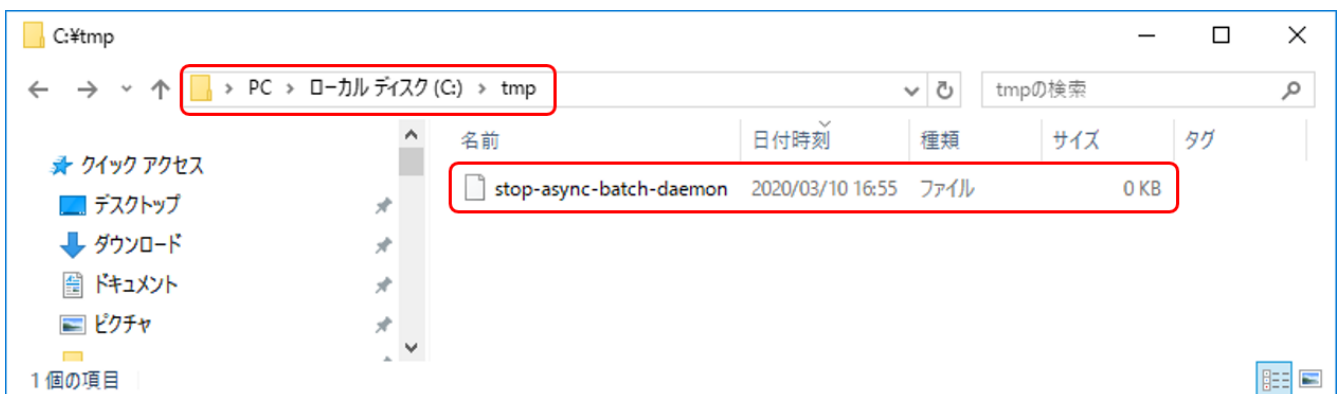 C:¥tmp
PC > ローカル ディスク (C:) > tmp
tmpの検索
クイック アクセス
デスクトップ
ダウンロード
ドキュメント
ピクチャ
名前 日付時刻 種類 サイズ タグ
stop-async-batch-daemon 2020/03/10 16:55 ファイル 0 KB
1 個の項目